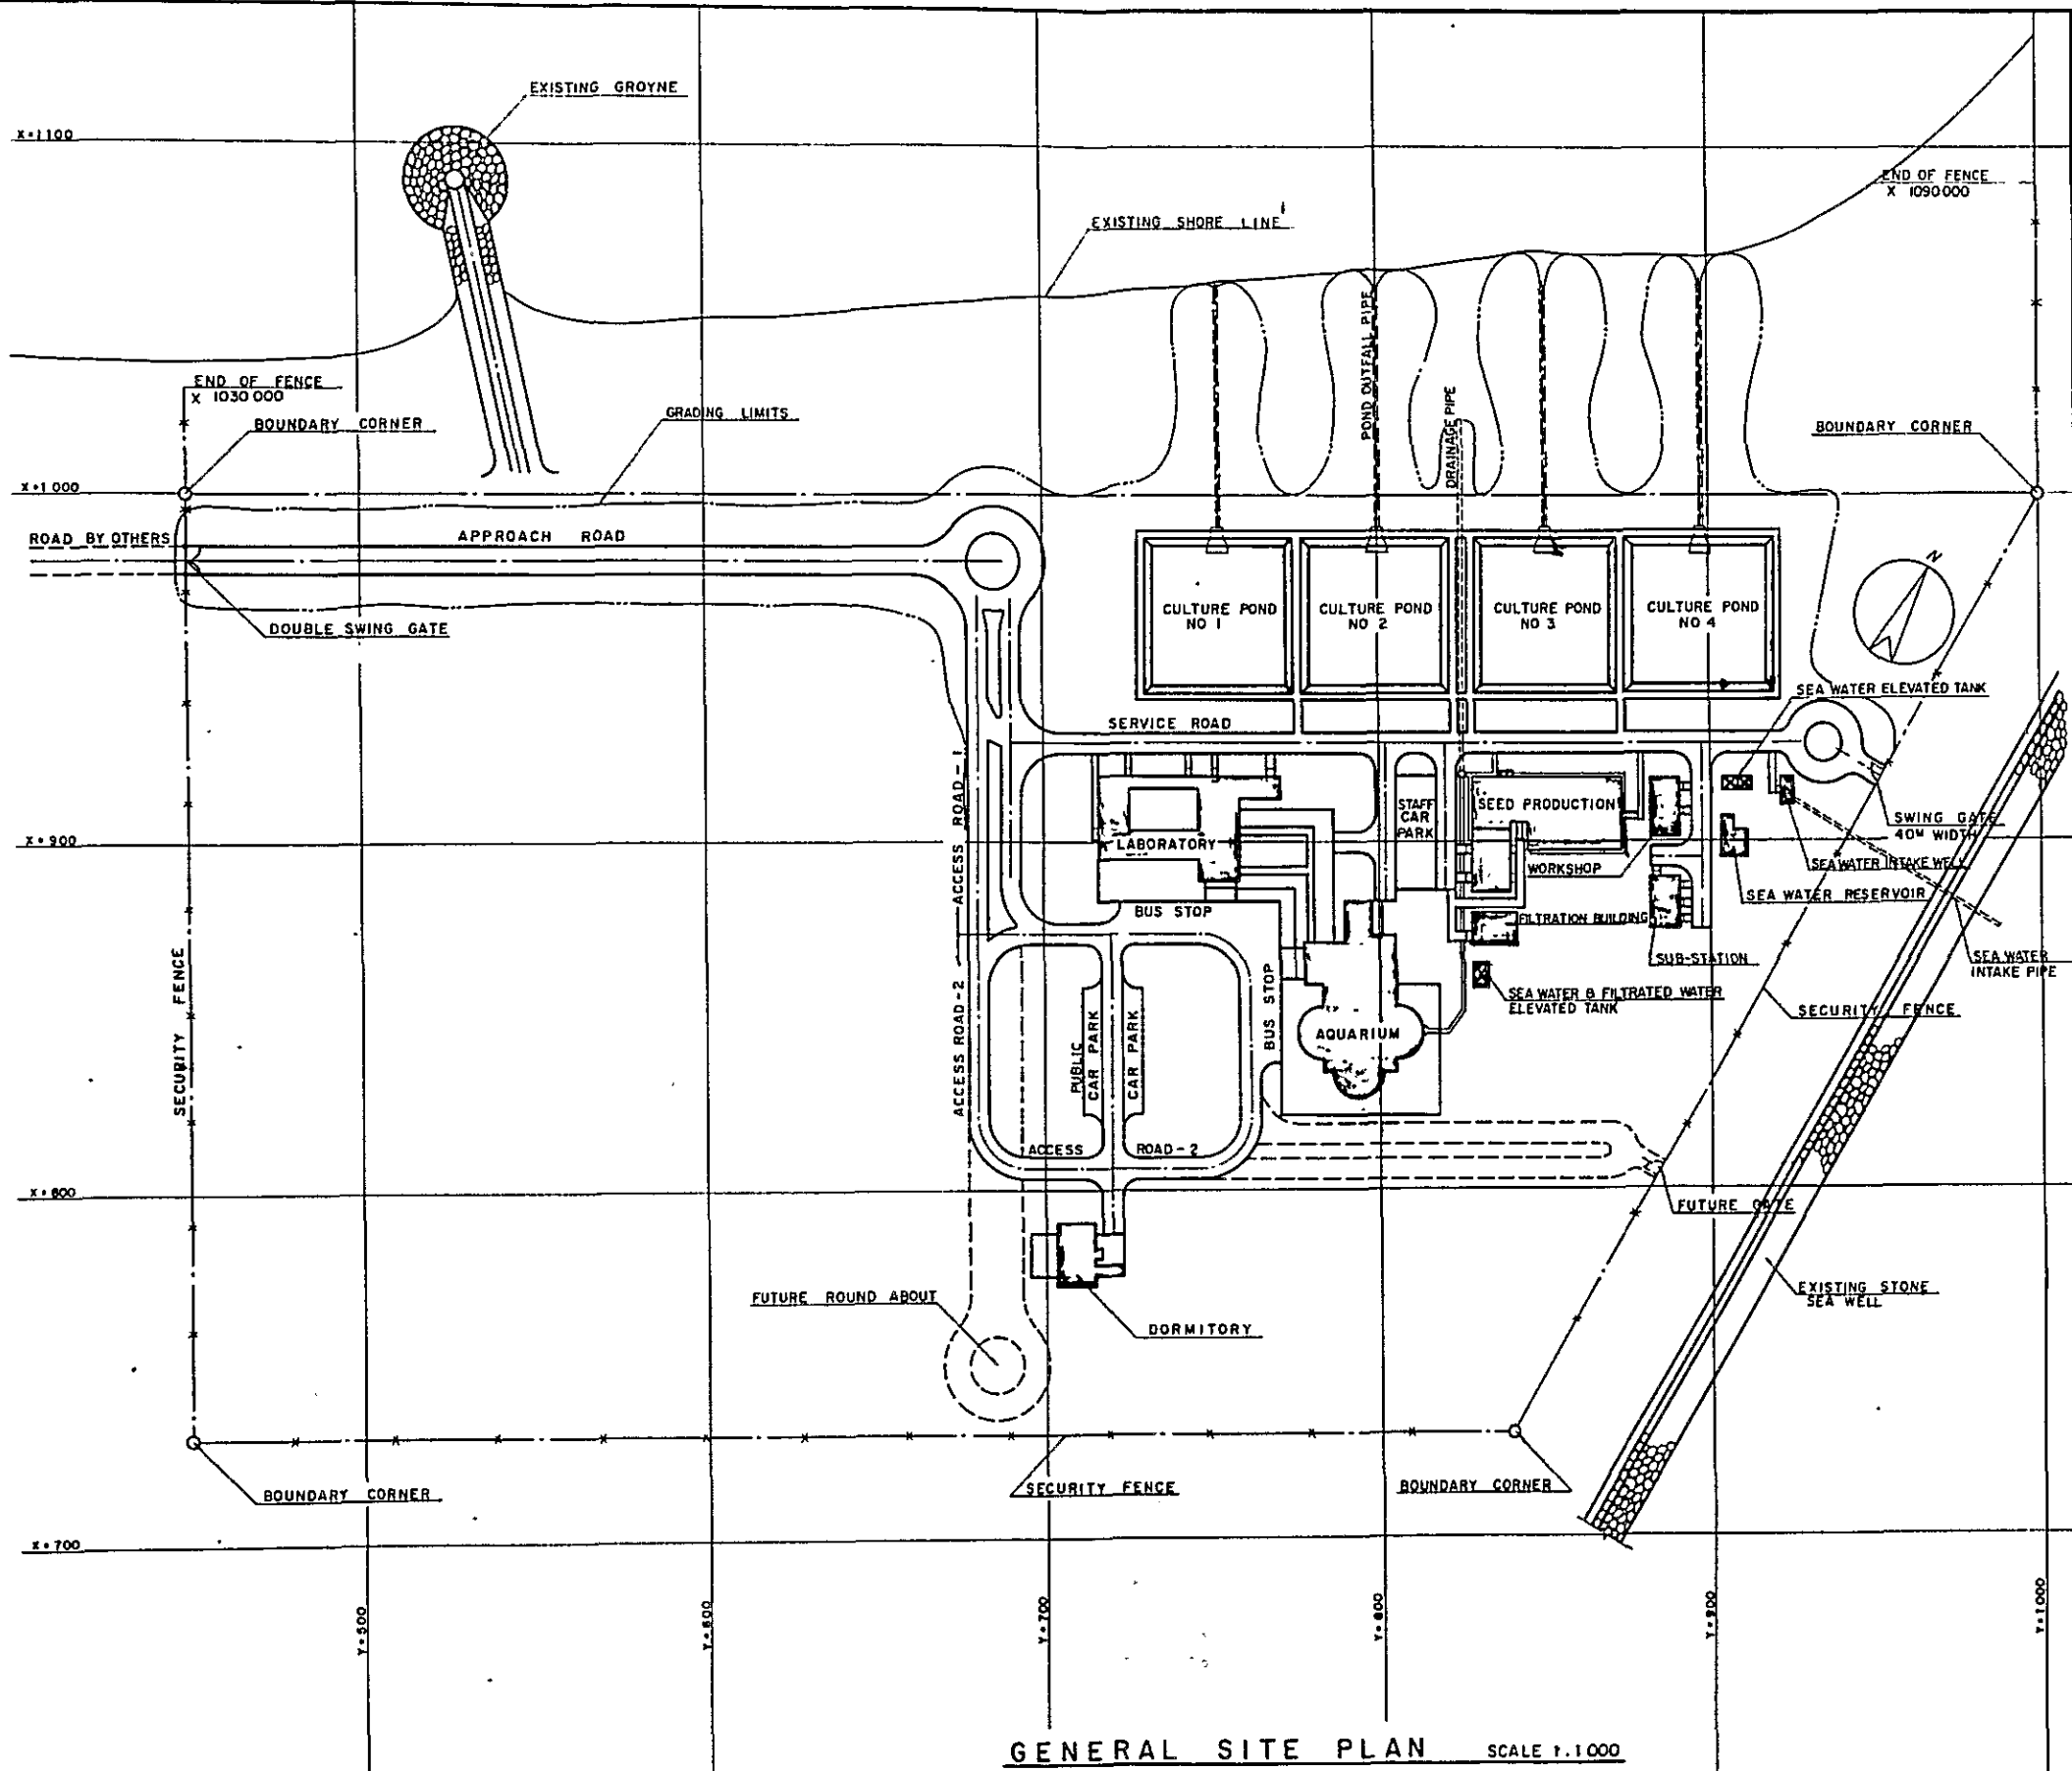 EXISTING GROYNE
X=1100
END OF FENCE
X 1090000
EXISTING SHORE LINE
POND OUTFALL PIPE
DRAINAGE PIPE
END OF FENCE
X 1030 000
BOUNDARY CORNER
GRADING LIMITS
BOUNDARY CORNER
X=1 000
ROAD BY OTHERS
APPROACH ROAD
N
DOUBLE SWING GATE
CULTURE POND
NO 1
CULTURE POND
NO 2
CULTURE POND
NO 3
CULTURE POND
NO 4
SEA WATER ELEVATED TANK
SERVICE ROAD
ACCESS ROAD-1
STAFF
CAR
PARK
SEED PRODUCTION
SWING GATE
40M WIDTH
X=900
LABORATORY
WORKSHOP
SEA WATER INTAKE WELL
SEA WATER RESERVOIR
BUS STOP
FILTRATION BUILDING
SUB-STATION
SEA WATER
INTAKE PIPE
SECURITY FENCE
ACCESS ROAD-2
BUS STOP
SEA WATER & FILTRATED WATER
ELEVATED TANK
SECURITY FENCE
PUBLIC
CAR PARK
CAR PARK
AQUARIUM
ACCESS ROAD-2
X=800
FUTURE GATE
FUTURE ROUND ABOUT
DORMITORY
EXISTING STONE
SEA WELL
BOUNDARY CORNER
SECURITY FENCE
BOUNDARY CORNER
X=700
Y=500
Y=600
Y=700
Y=800
Y=900
Y=1000
GENERAL SITE PLAN SCALE 1:1000